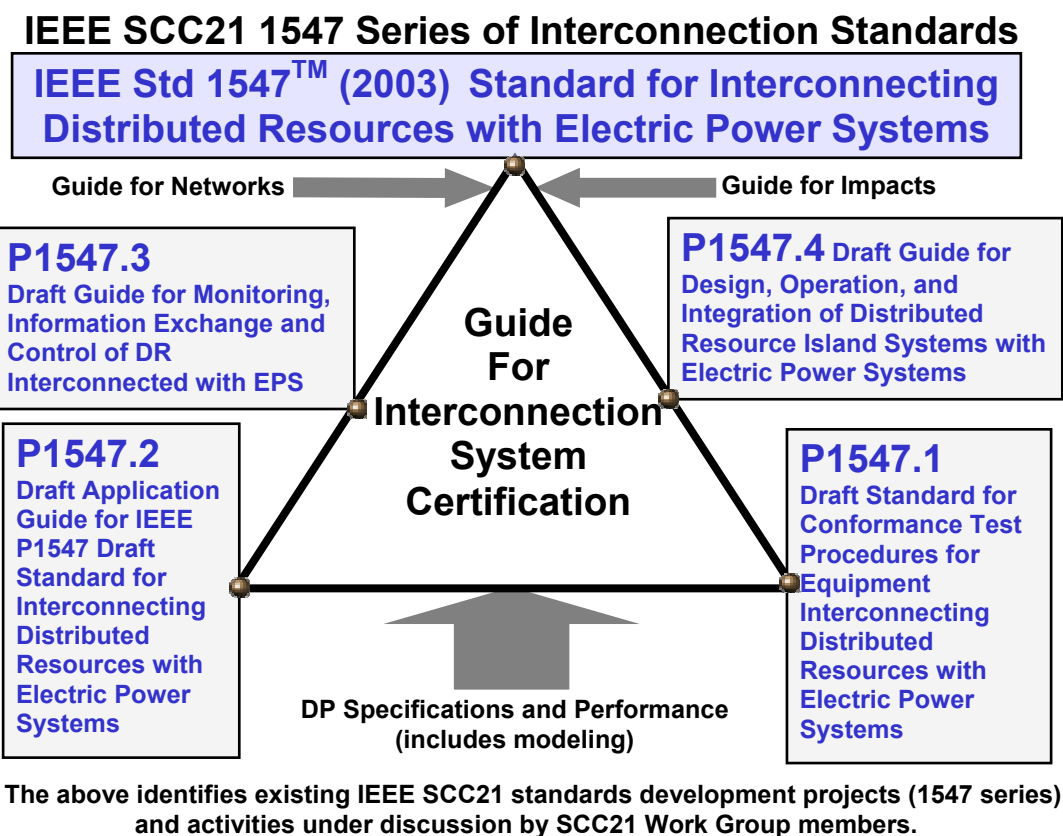 IEEE SCC21 1547 Series of Interconnection Standards
IEEE Std 1547™ (2003) Standard for Interconnecting
Distributed Resources with Electric Power Systems
Guide for Networks
Guide for Impacts
P1547.3
Draft Guide for Monitoring,
Information Exchange and
Control of DR
Interconnected with EPS
P1547.4 Draft Guide for
Design, Operation, and
Integration of Distributed
Resource Island Systems with
Electric Power Systems
Guide
For
Interconnection
System
Certification
P1547.2
Draft Application
Guide for IEEE
P1547 Draft
Standard for
Interconnecting
Distributed
Resources with
Electric Power
Systems
P1547.1
Draft Standard for
Conformance Test
Procedures for
Equipment
Interconnecting
Distributed
Resources with
Electric Power
Systems
DP Specifications and Performance
(includes modeling)
The above identifies existing IEEE SCC21 standards development projects (1547 series)
and activities under discussion by SCC21 Work Group members.